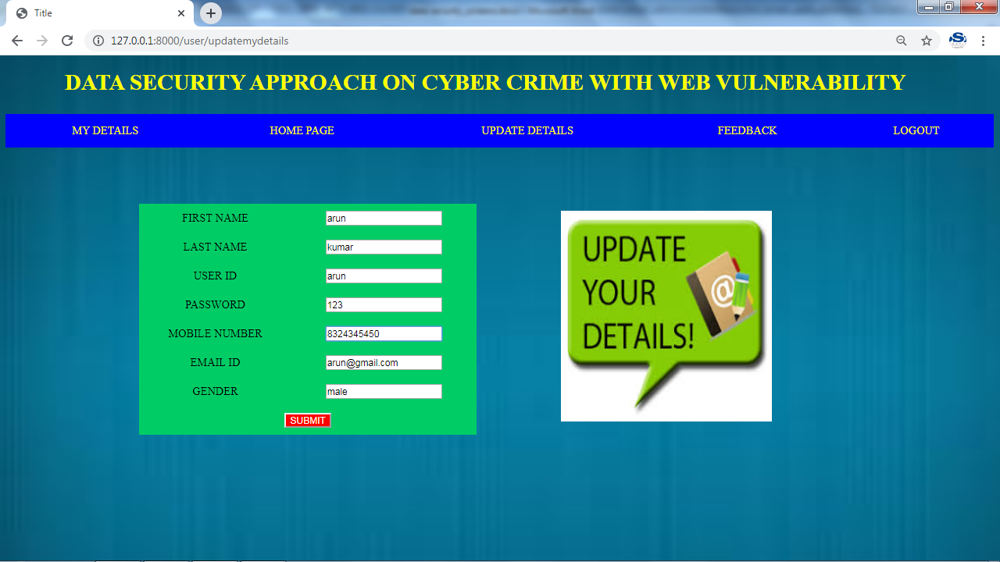 Title
127.0.0.1:8000/user/updatemydetails
DATA SECURITY APPROACH ON CYBER CRIME WITH WEB VULNERABILITY
MY DETAILS HOME PAGE UPDATE DETAILS FEEDBACK LOGOUT
FIRST NAME arun
LAST NAME kumar
USER ID arun
PASSWORD 123
MOBILE NUMBER 8324345450
EMAIL ID arun@gmail.com
GENDER male
SUBMIT
UPDATE
YOUR
DETAILS!
@